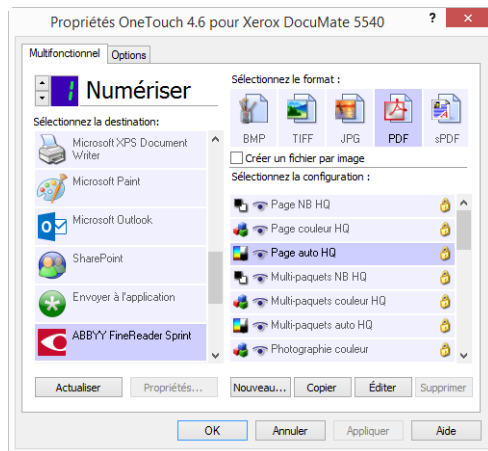 Propriétés OneTouch 4.6 pour Xerox DocuMate 5540
Multifonctionnel
Options
1
Numériser
Sélectionnez la destination:
Microsoft XPS Document
Writer
Microsoft Paint
Microsoft Outlook
SharePoint
Envoyer à l'application
ABBYY FineReader Sprint
Actualiser
Propriétés...
Sélectionnez le format :
BMP
TIFF
JPG
PDF
sPDF
Créer un fichier par image
Sélectionnez la configuration :
Page NB HQ
Page couleur HQ
Page auto HQ
Multi-paquets NB HQ
Multi-paquets couleur HQ
Multi-paquets auto HQ
Photographie couleur
Nouveau...
Copier
Éditer
Supprimer
OK
Annuler
Appliquer
Aide